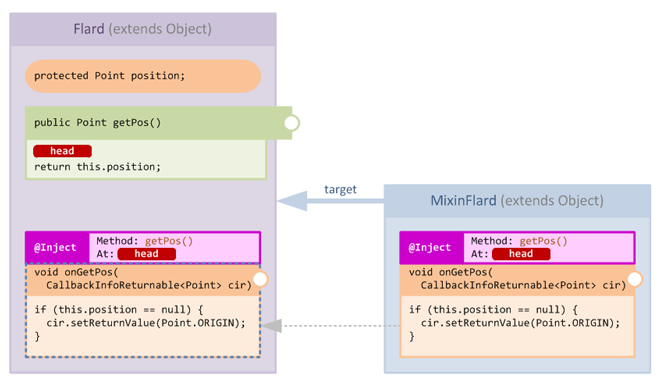 Flard (extends Object)
protected Point position;
public Point getPos()
head
return this.position;
target
MixinFlard (extends Object)
@Inject
Method: getPos()
At: head
void onGetPos(
CallbackInfoReturnable<Point> cir)
if (this.position == null) {
cir.setReturnValue(Point.ORIGIN);
}
@Inject
Method: getPos()
At: head
void onGetPos(
CallbackInfoReturnable<Point> cir)
if (this.position == null) {
cir.setReturnValue(Point.ORIGIN);
}